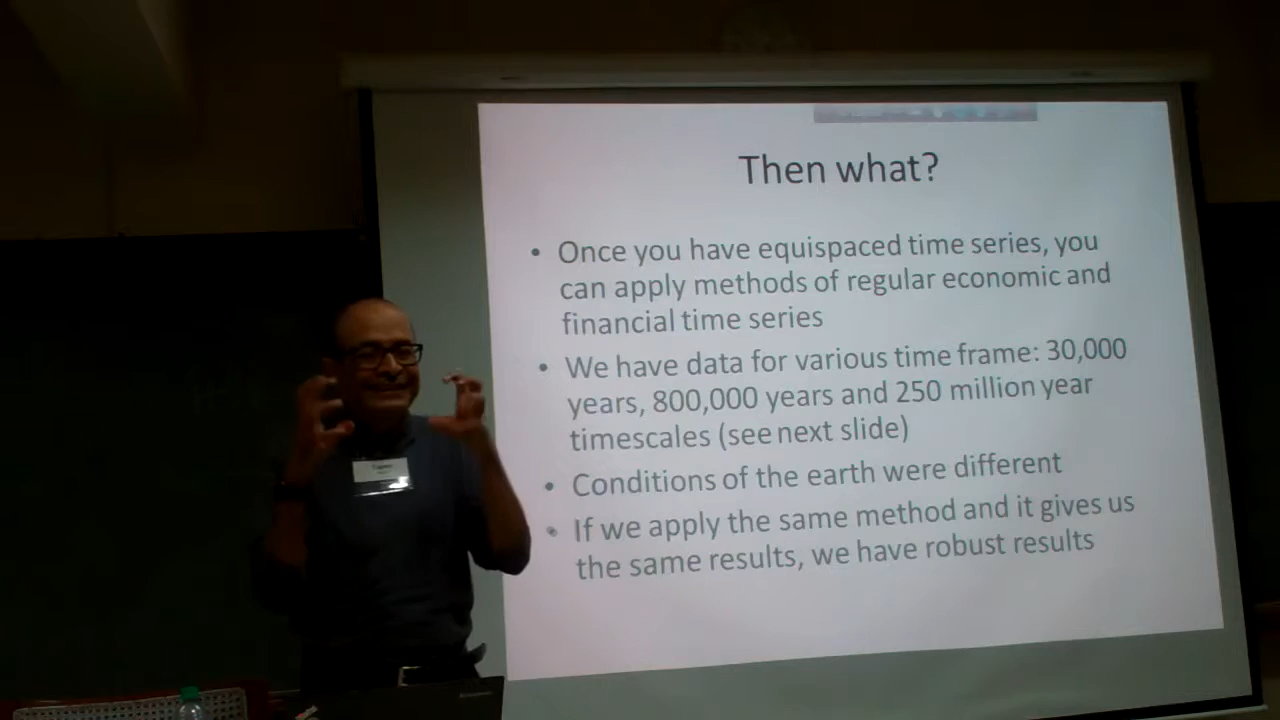 Then what?
• Once you have equispaced time series, you
can apply methods of regular economic and
financial time series
• We have data for various time frame: 30,000
years, 800,000 years and 250 million year
timescales (see next slide)
• Conditions of the earth were different
• If we apply the same method and it gives us
the same results, we have robust results